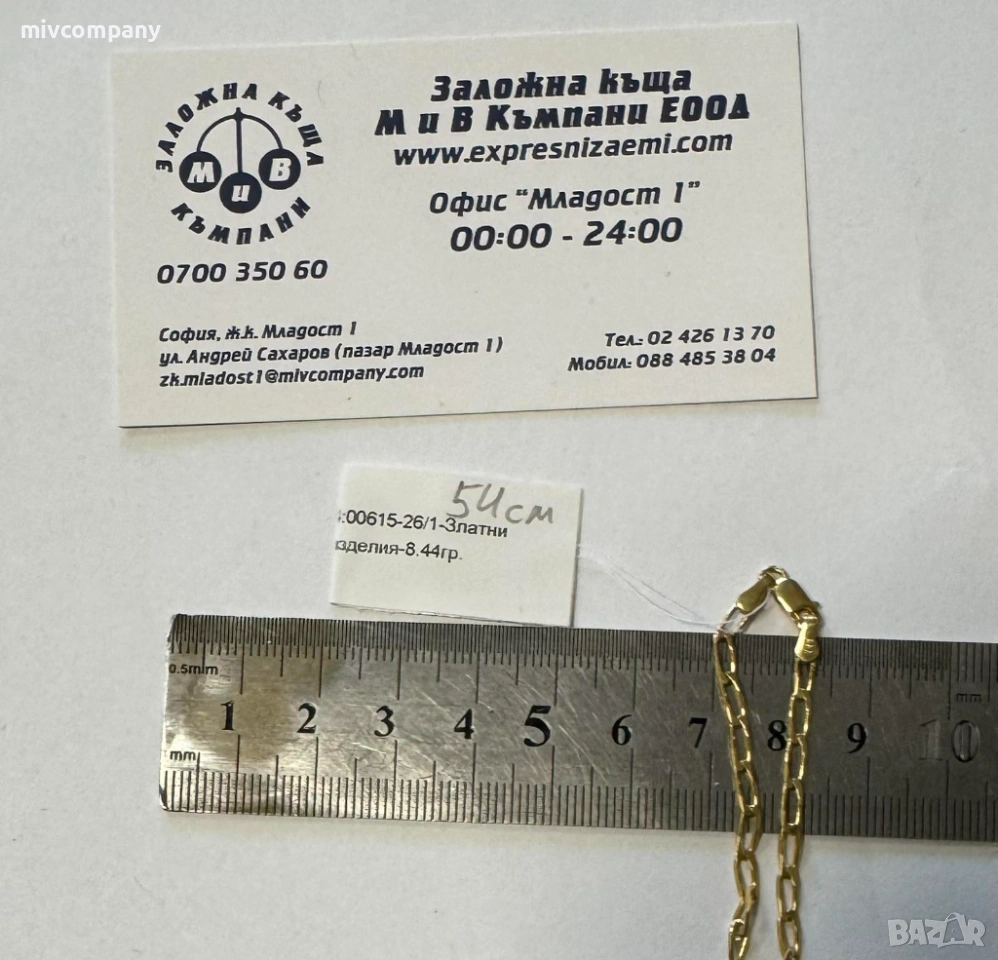 mivcompany
ЗАЛОЖНА КЪЩА
М и В
КЪМПАНИ
0700 350 60
Заложна къща
М и В Къмпани ЕООД
www.expresnizaemi.com
Офис "Младост 1"
00:00 - 24:00
София, ж.к. Младост 1
ул. Андрей Сахаров (пазар Младост 1)
zk.mladost1@mivcompany.com
Тел.: 02 426 13 70
Мобил.: 088 485 38 04
54см
:00615-26/1-Златни
зделия-8.44гр.
0.5mm
mm
1 2 3 4 5 6 7 8 9 10
mm
BAZAR